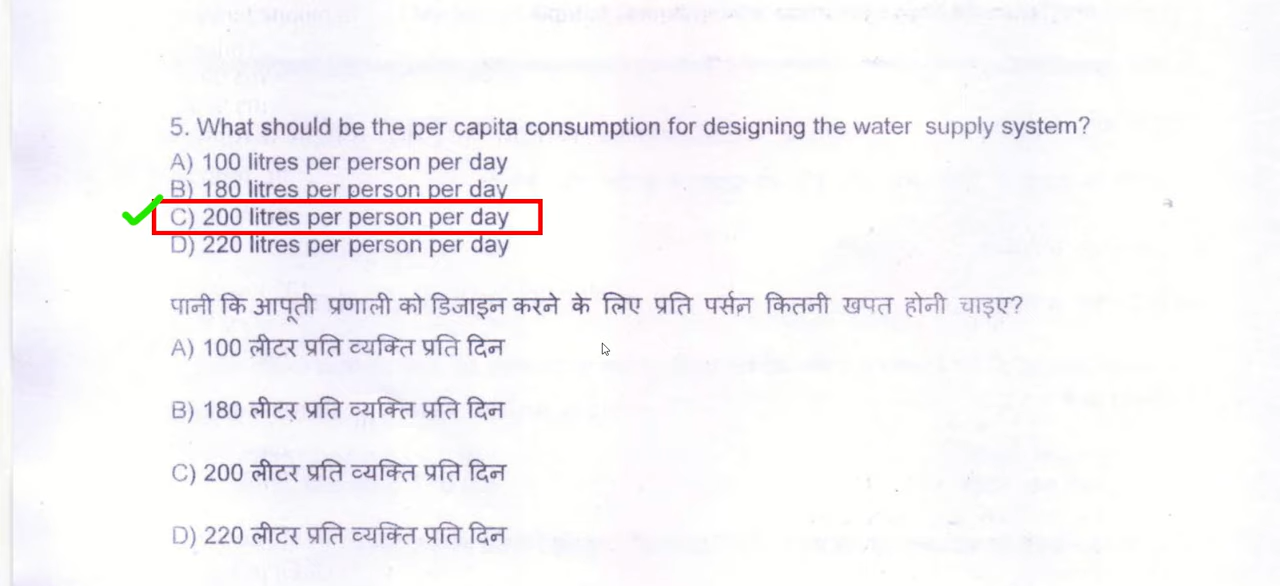 5. What should be the per capita consumption for designing the water supply system?
A) 100 litres per person per day
B) 180 litres per person per day
C) 200 litres per person per day
D) 220 litres per person per day
पानी कि आपूती प्रणाली को डिजाइन करने के लिए प्रति पर्सन कितनी खपत होनी चाइए?
A) 100 लीटर प्रति व्यक्ति प्रति दिन
B) 180 लीटर प्रति व्यक्ति प्रति दिन
C) 200 लीटर प्रति व्यक्ति प्रति दिन
D) 220 लीटर प्रति व्यक्ति प्रति दिन